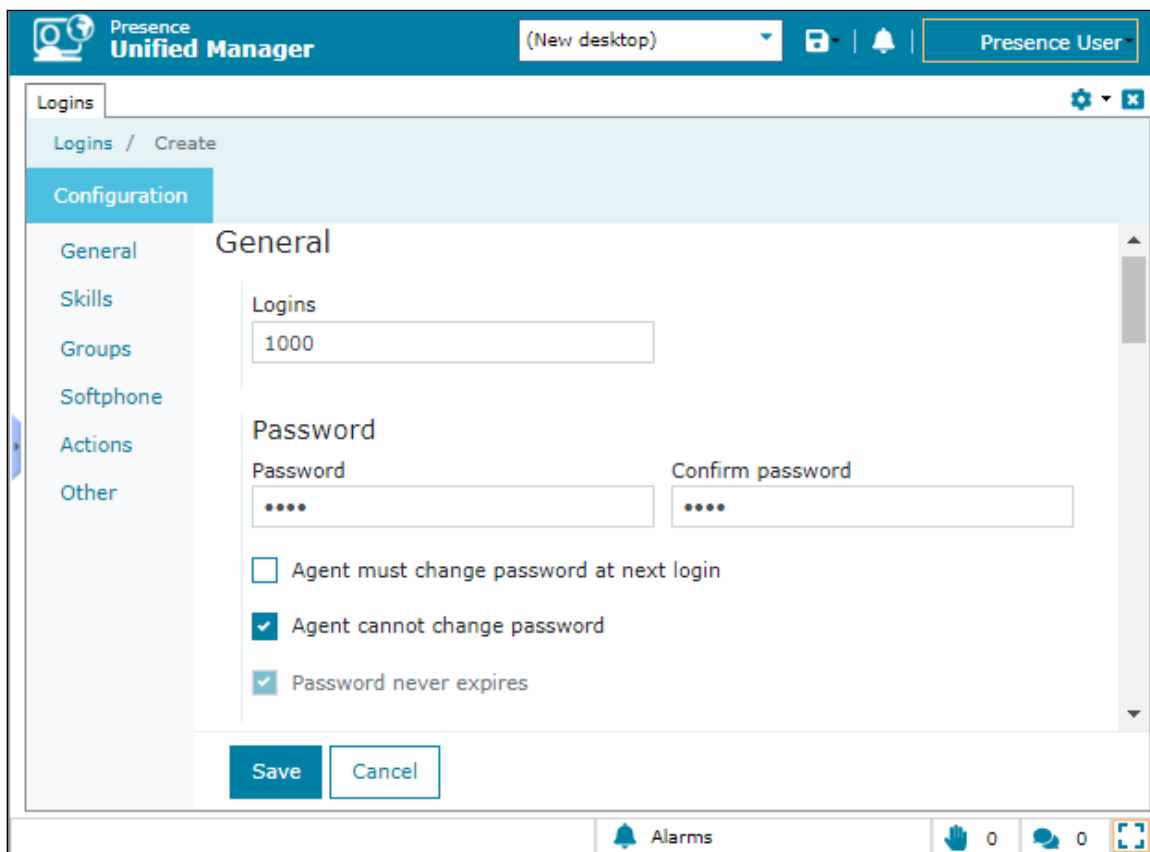 Presence
Unified Manager
(New desktop)
Presence User
Logins
Logins / Create
Configuration
General
Skills
Groups
Softphone
Actions
Other
General
Logins
1000
Password
Password
Confirm password
••••
••••
Agent must change password at next login
Agent cannot change password
Password never expires
Save
Cancel
Alarms
0
0